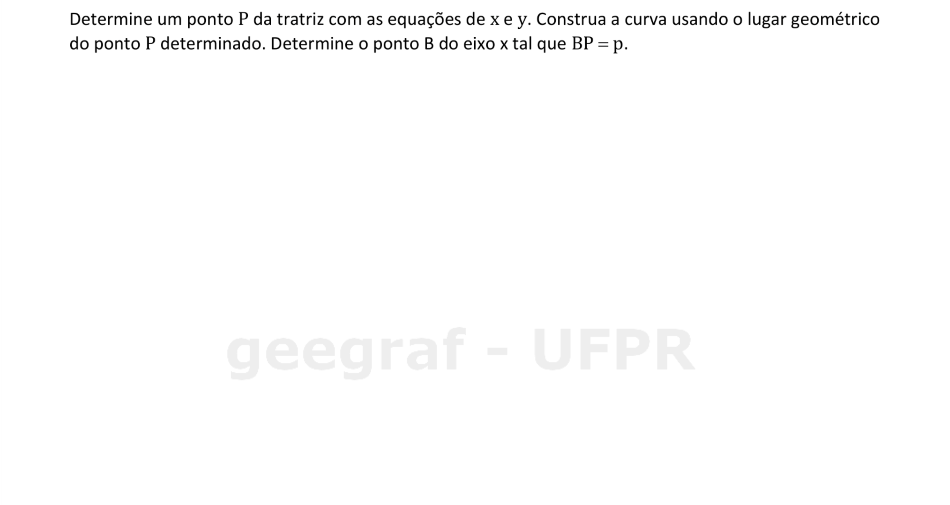 Determine um ponto P da tratriz com as equações de x e y. Construa a curva usando o lugar geométrico
do ponto P determinado. Determine o ponto B do eixo x tal que BP = p.
geegraf - UFPR